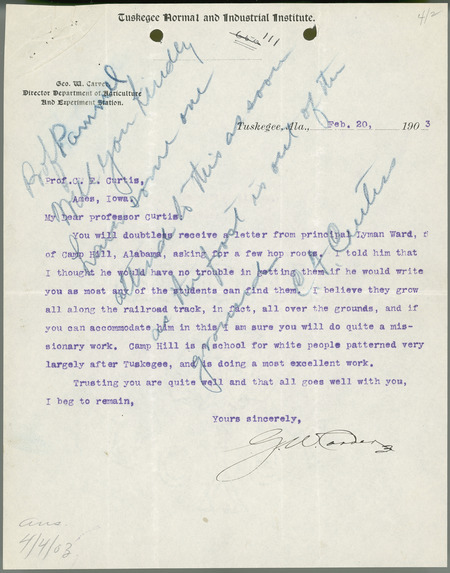 Tuskegee Normal and Industrial Institute.
4/2
111
Geo. W. Carver
Director Department of Agriculture
And Experiment Station.
Tuskegee, Ala., Feb. 20, 1903
Prof. C. F. Curtis,
Ames, Iowa.
My Dear professor Curtis:
You will doubtless receive a letter from principal Lyman Ward,
of Camp Hill, Alabama, asking for a few hop roots. I told him that
I thought he would have no trouble in getting them if he would write
you as most any of the students can find them. I believe they grow
all along the railroad track, in fact, all over the grounds, and if
you can accommodate him in this I am sure you will do quite a mis-
sionary work. Camp Hill is a school for white people patterned very
largely after Tuskegee, and is doing a most excellent work.
Trusting you are quite well and that all goes well with you,
I beg to remain,
Yours sincerely,
G. W. Carver
Prof Pammel
Will you kindly
have some one
attend to this as soon
as the frost is out of the
ground
C F Curtiss
ans.
4/4/03